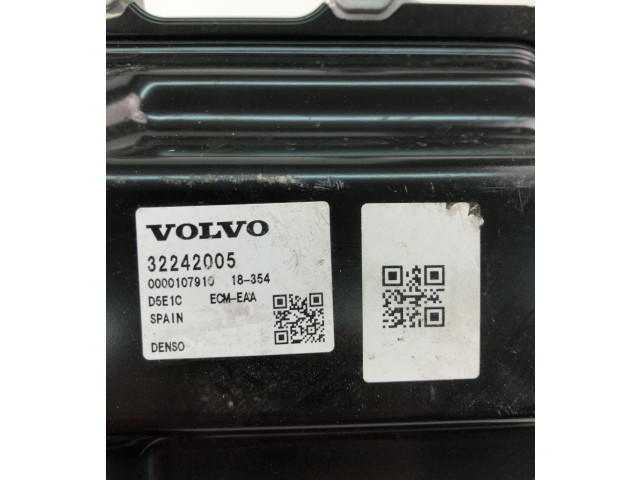 VOLVO
32242005
0000107910 18-354
D5E1C ECM-EAA
SPAIN
DENSO